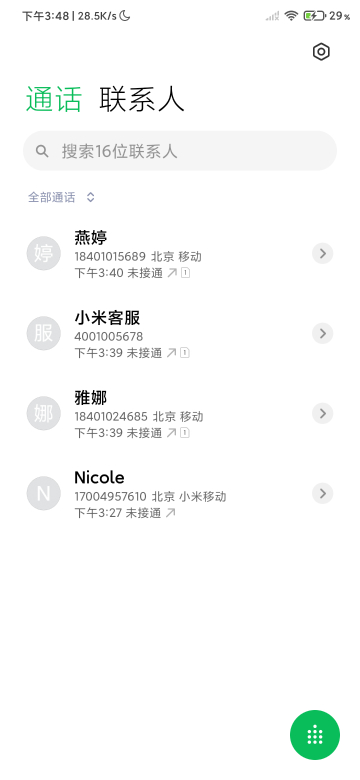 下午3:48 | 28.5K/s 29%
通话 联系人
搜索16位联系人
全部通话
婷
燕婷
18401015689 北京 移动
下午3:40 未接通 1
服
小米客服
4001005678
下午3:39 未接通 1
娜
雅娜
18401024685 北京 移动
下午3:39 未接通 1
N
Nicole
17004957610 北京 小米移动
下午3:27 未接通